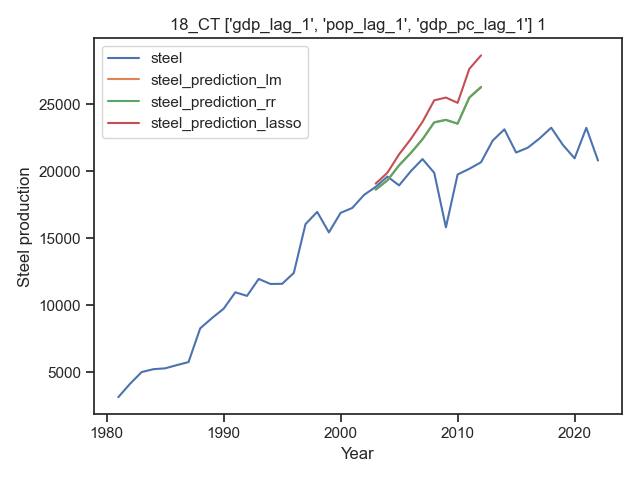 18_CT ['gdp_lag_1', 'pop_lag_1', 'gdp_pc_lag_1'] 1
steel
steel_prediction_lm
steel_prediction_rr
steel_prediction_lasso
Steel production
25000
20000
15000
10000
5000
1980
1990
2000
2010
2020
Year